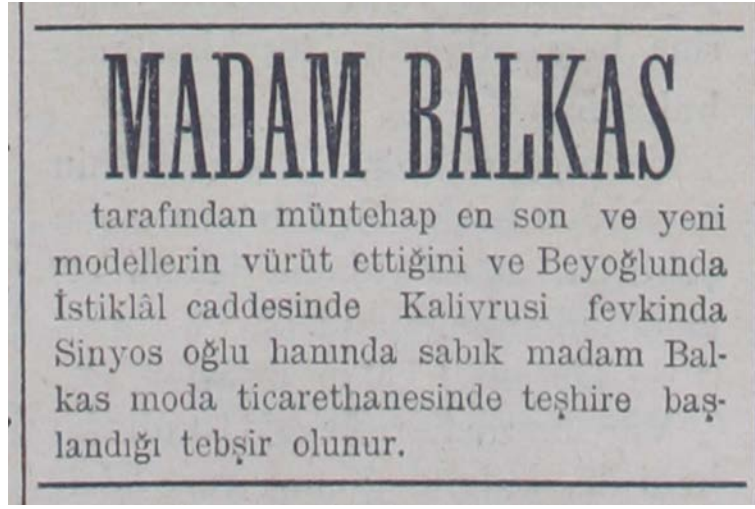 MADAM BALKAS
tarafından müntehap en son ve yeni
modellerin vürüt ettiğini ve Beyoğlunda
İstiklâl caddesinde Kalivrusi fevkinda
Sinyos oğlu hanında sabık madam Bal-
kas moda ticarethanesinde teşhire baş-
landığı tebşir olunur.